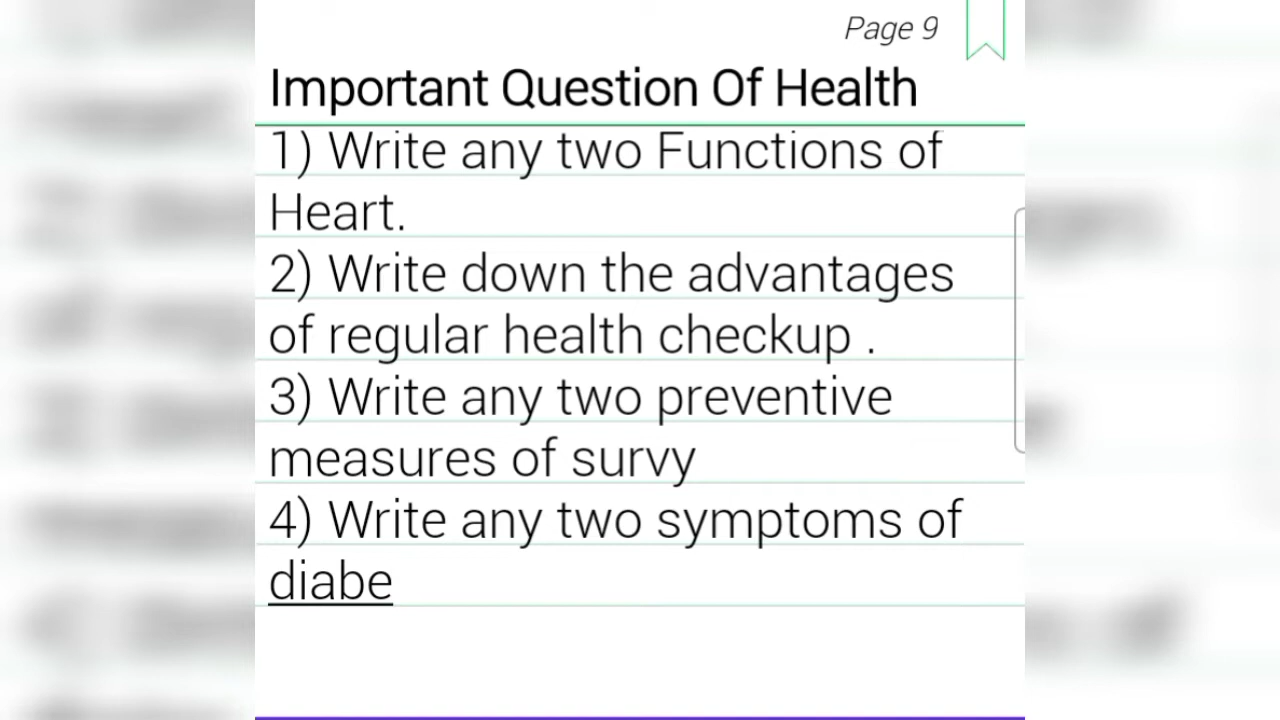 Page 9
Important Question Of Health
1) Write any two Functions of
Heart.
2) Write down the advantages
of regular health checkup .
3) Write any two preventive
measures of survy
4) Write any two symptoms of
diabe